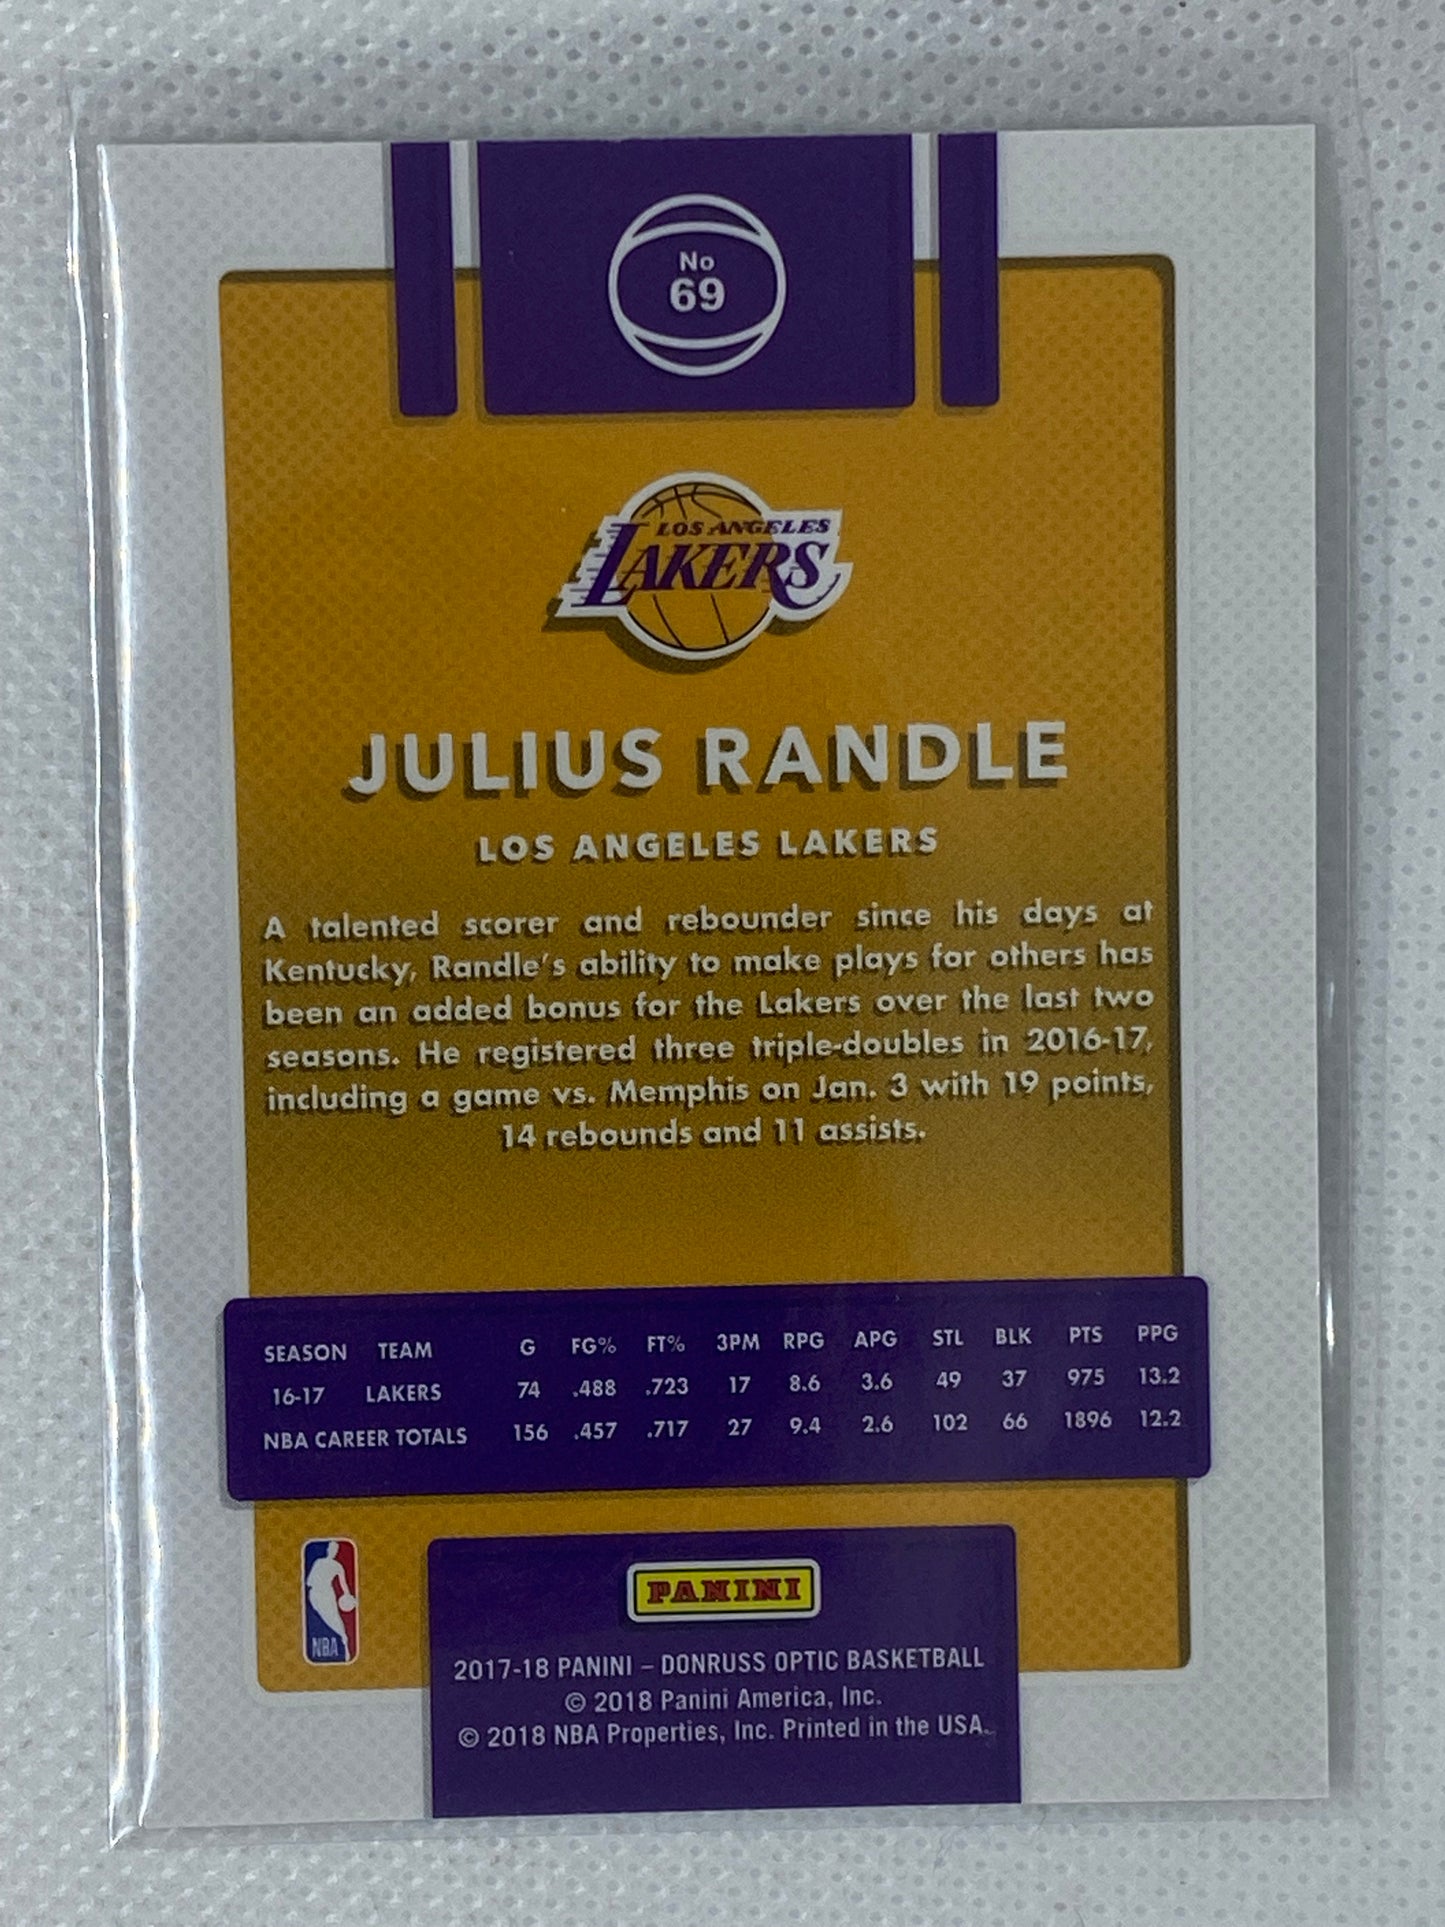 No
69
LOS ANGELES
LAKERS
JULIUS RANDLE
LOS ANGELES LAKERS
A talented scorer and rebounder since his days at
Kentucky, Randle's ability to make plays for others has
been an added bonus for the Lakers over the last two
seasons. He registered three triple-doubles in 2016-17,
including a game vs. Memphis on Jan. 3 with 19 points,
14 rebounds and 11 assists.
SEASON TEAM G FG% FT% 3PM RPG APG STL BLK PTS PPG
16-17 LAKERS 74 .488 .723 17 8.6 3.6 49 37 975 13.2
NBA CAREER TOTALS 156 .457 .717 27 9.4 2.6 102 66 1896 12.2
NBA
PANINI
2017-18 PANINI – DONRUSS OPTIC BASKETBALL
© 2018 Panini America, Inc.
© 2018 NBA Properties, Inc. Printed in the USA.